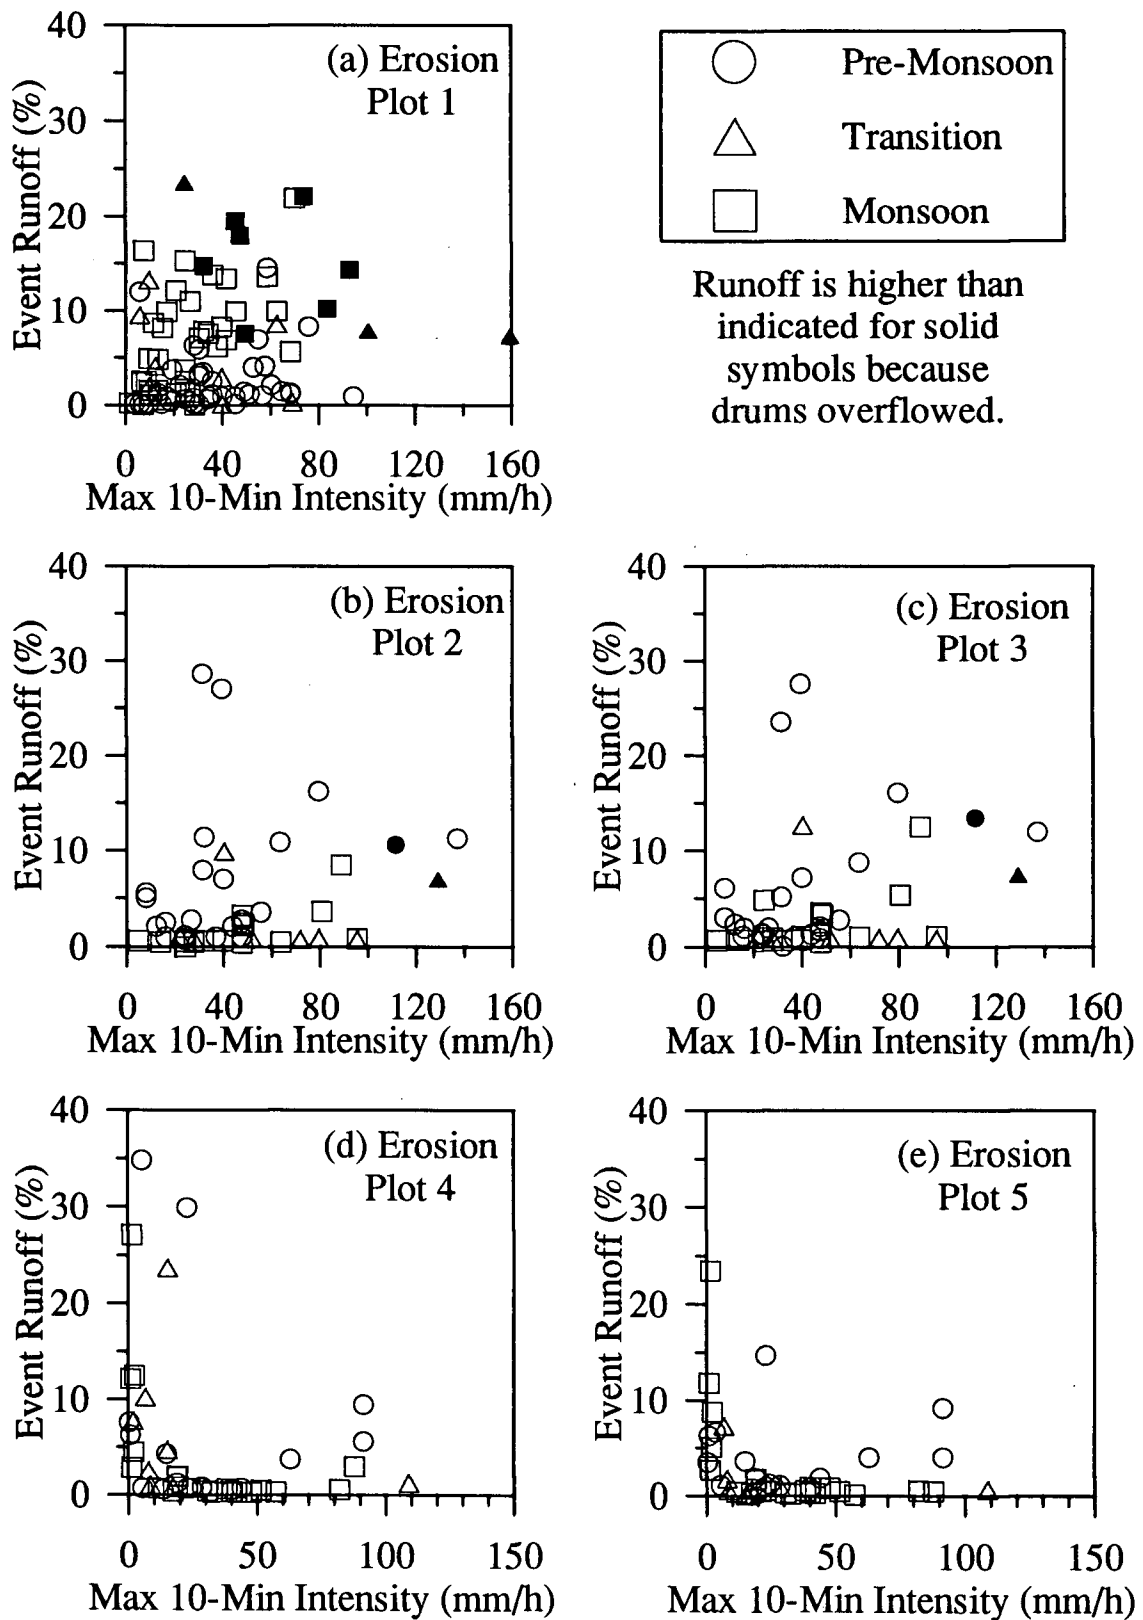 40
30
20
10
0
Event Runoff (%)
(a) Erosion
Plot 1
0 40 80 120 160
Max 10-Min Intensity (mm/h)
Pre-Monsoon
Transition
Monsoon
Runoff is higher than
indicated for solid
symbols because
drums overflowed.
40
30
20
10
0
Event Runoff (%)
(b) Erosion
Plot 2
0 40 80 120 160
Max 10-Min Intensity (mm/h)
40
30
20
10
0
Event Runoff (%)
(c) Erosion
Plot 3
0 40 80 120 160
Max 10-Min Intensity (mm/h)
40
30
20
10
0
Event Runoff (%)
(d) Erosion
Plot 4
0 50 100 150
Max 10-Min Intensity (mm/h)
40
30
20
10
0
Event Runoff (%)
(e) Erosion
Plot 5
0 50 100 150
Max 10-Min Intensity (mm/h)